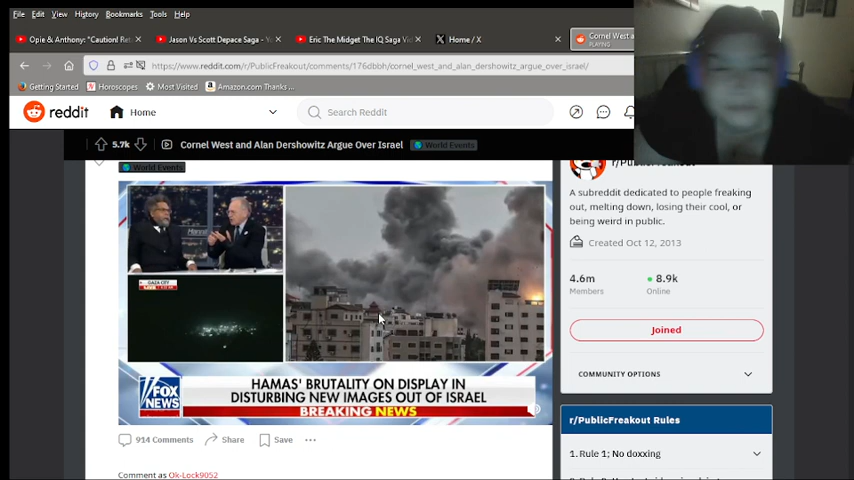 File Edit View History Bookmarks Tools Help
Opie & Anthony: "Caution! Ret
Jason Vs Scott Depace Saga - Yo
Eric The Midget The IQ Saga Vid
Home / X
Cornel West a
PLAYING
https://www.reddit.com/r/PublicFreakout/comments/176dbbh/cornel_west_and_alan_dershowitz_argue_over_israel/
Getting Started Horoscopes Most Visited Amazon.com Thanks ...
reddit Home Search Reddit
5.7k Cornel West and Alan Dershowitz Argue Over Israel World Events
World Events
GAZA CITY
FOX NEWS
HAMAS' BRUTALITY ON DISPLAY IN
DISTURBING NEW IMAGES OUT OF ISRAEL
BREAKING NEWS
914 Comments Share Save ...
Comment as Ok-Lock9052
r/PublicFreakout
A subreddit dedicated to people freaking
out, melting down, losing their cool, or
being weird in public.
Created Oct 12, 2013
4.6m 8.9k
Members Online
Joined
COMMUNITY OPTIONS
r/PublicFreakout Rules
1. Rule 1; No doxxing